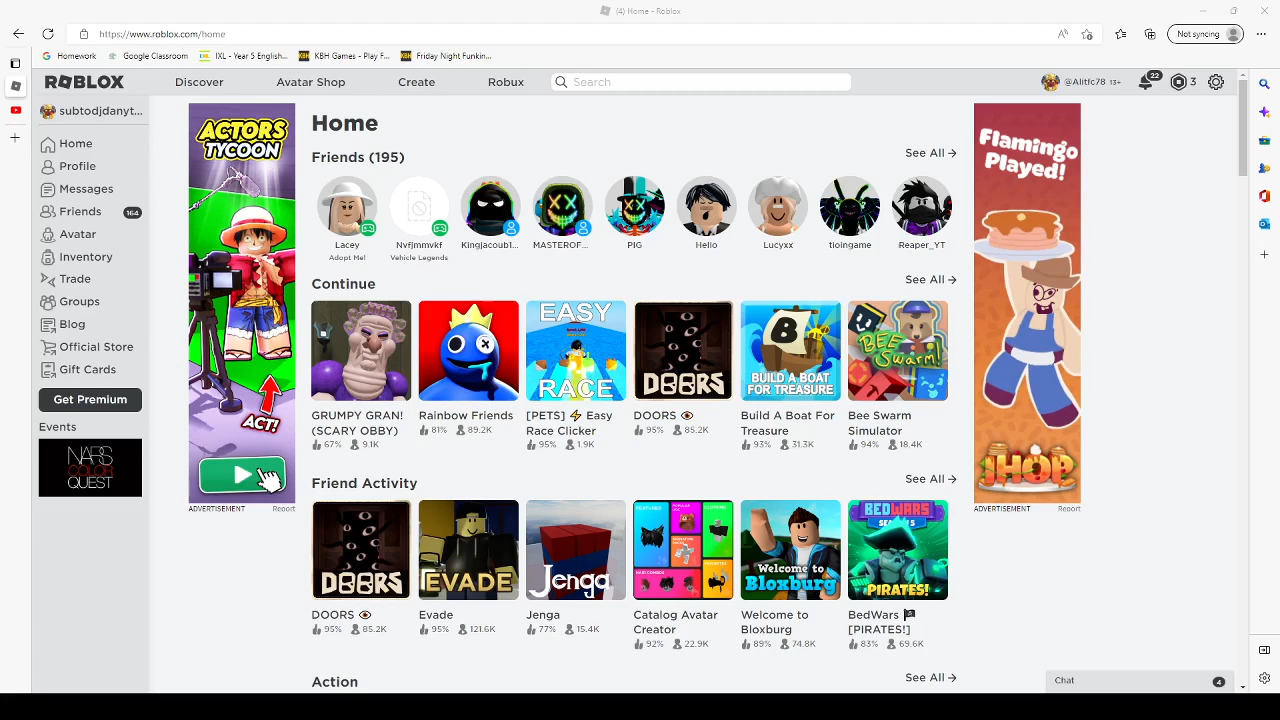 (4) Home - Roblox
https://www.roblox.com/home
Not syncing
Homework
Google Classroom
IXL - Year 5 English...
KBH Games - Play F...
Friday Night Funkin...
ROBLOX
Discover
Avatar Shop
Create
Robux
Search
@Alitfc78 13+
22
3
subtodjdanyt...
Home
Profile
Messages
Friends 164
Avatar
Inventory
Trade
Groups
Blog
Official Store
Gift Cards
Get Premium
Events
NARS
COLOR
QUEST
ACTORS
TYCOON
ACT!
ADVERTISEMENT Report
Home
Friends (195)
See All
Lacey
Adopt Me!
Nvfjmmvkf
Vehicle Legends
Kingjacoub1...
MASTEROF...
PIG
Hello
Lucyxx
tioingame
Reaper_YT
Continue
See All
EASY
RACE
DOORS
B
BUILD A BOAT
FOR TREASURE
BEE
Swarm!
GRUMPY GRAN!
(SCARY OBBY)
67% 9.1K
Rainbow Friends
81% 89.2K
[PETS] ⚡ Easy
Race Clicker
95% 1.9K
DOORS 👁
95% 85.2K
Build A Boat For
Treasure
93% 31.3K
Bee Swarm
Simulator
94% 18.4K
Friend Activity
See All
DOORS
EVADE
Jenga
Welcome to
Bloxburg
BEDWARS
PIRATES!
DOORS 👁
95% 85.2K
Evade
95% 121.6K
Jenga
77% 15.4K
Catalog Avatar
Creator
92% 22.9K
Welcome to
Bloxburg
89% 74.8K
BedWars 🏴‍☠️
[PIRATES!]
83% 69.6K
Action
See All
Flamingo
Played!
IHOP
ADVERTISEMENT Report
Chat
4